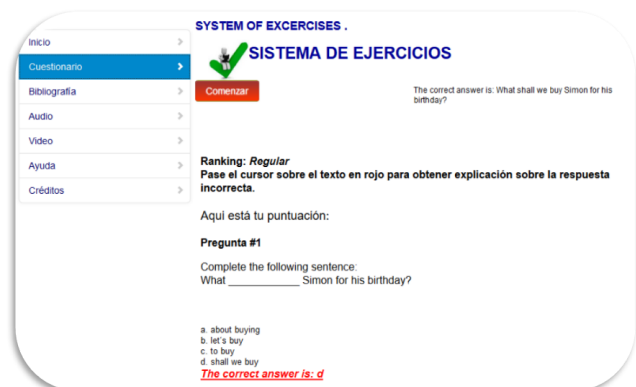 SYSTEM OF EXCERCISES .
SISTEMA DE EJERCICIOS
Inicio
Cuestionario
Bibliografía
Audio
Video
Ayuda
Créditos
Comenzar
The correct answer is: What shall we buy Simon for his
birthday?
Ranking: Regular
Pase el cursor sobre el texto en rojo para obtener explicación sobre la respuesta
incorrecta.
Aquí está tu puntuación:
Pregunta #1
Complete the following sentence:
What _____________ Simon for his birthday?
a. about buying
b. let´s buy
c. to buy
d. shall we buy
The correct answer is: d